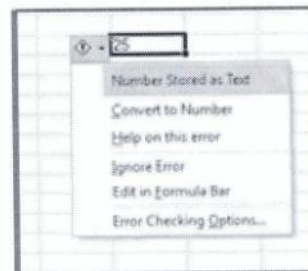 25
Number Stored as Text
Convert to Number
Help on this error
Ignore Error
Edit in Formula Bar
Error Checking Options...